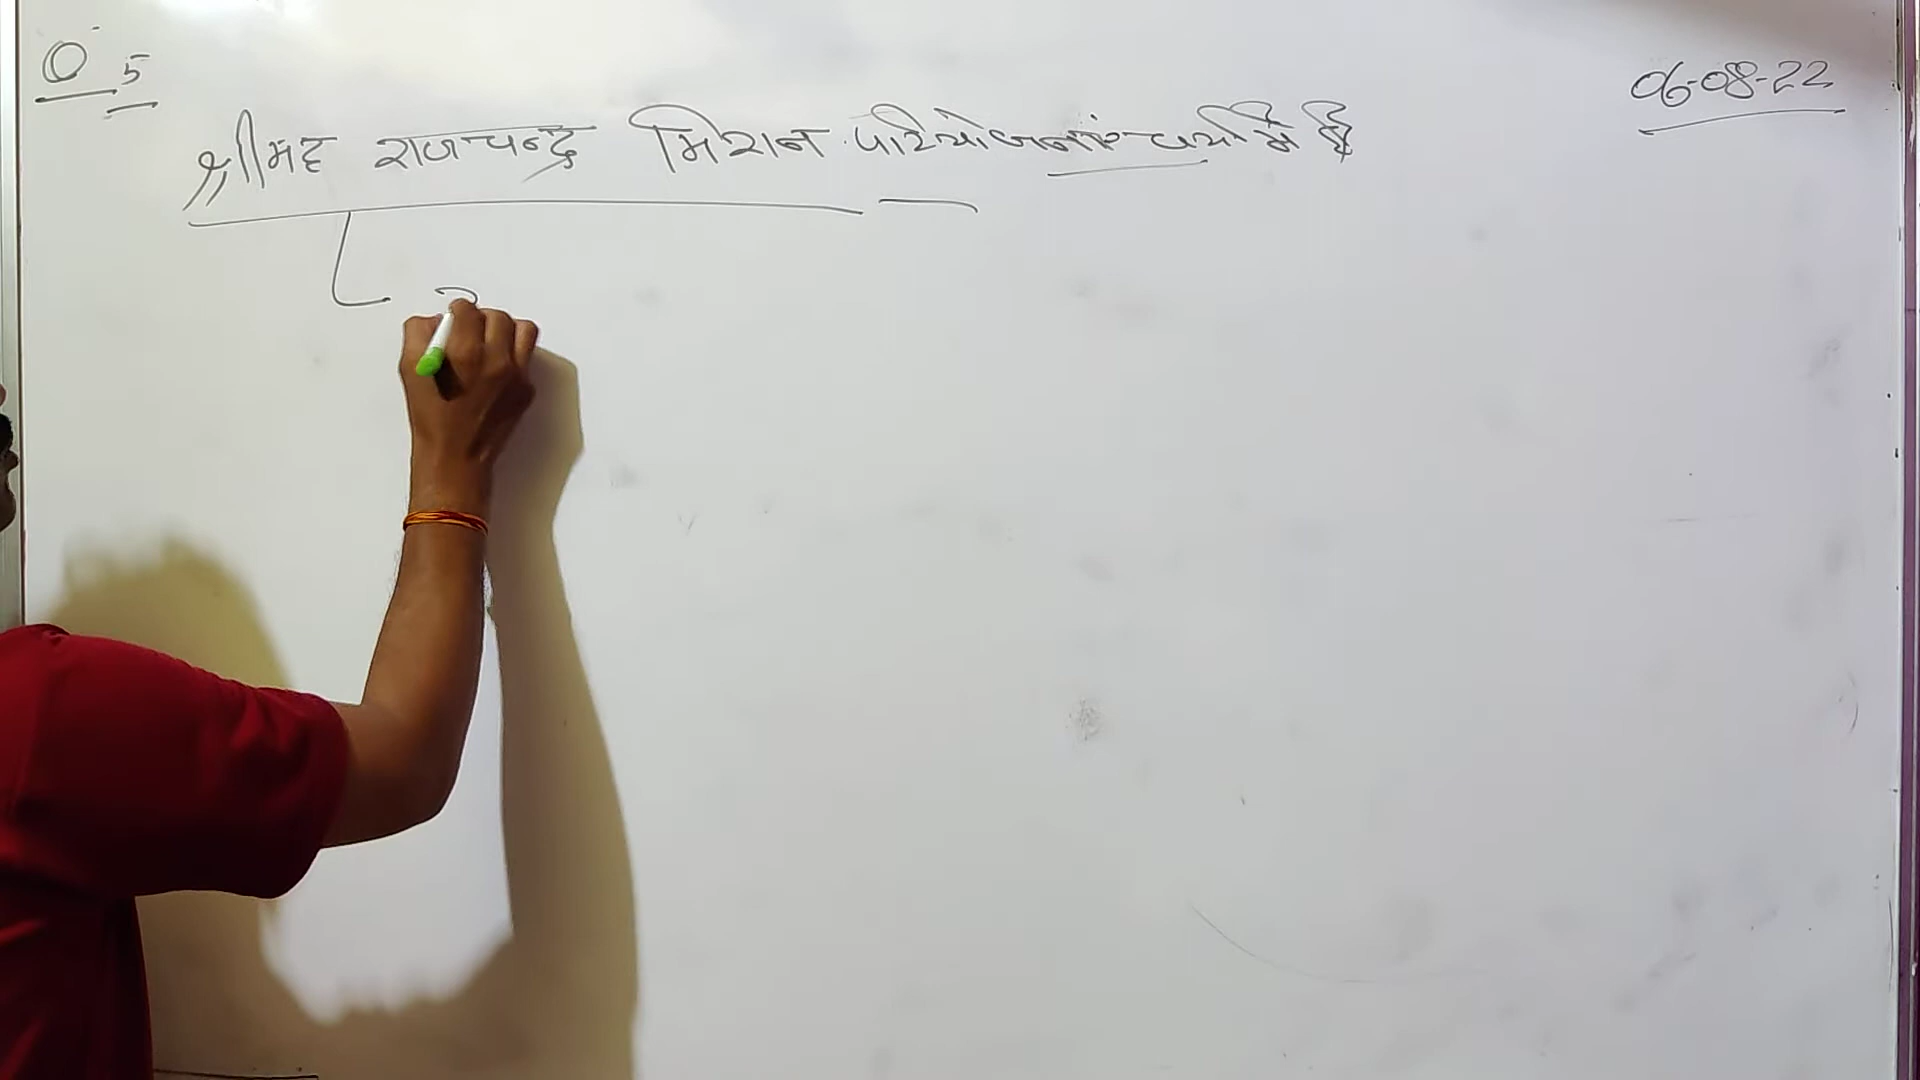 Q 5
06-08-22
श्रीमद राजचन्द्र मिशन परियोजनाएं चर्चा में है